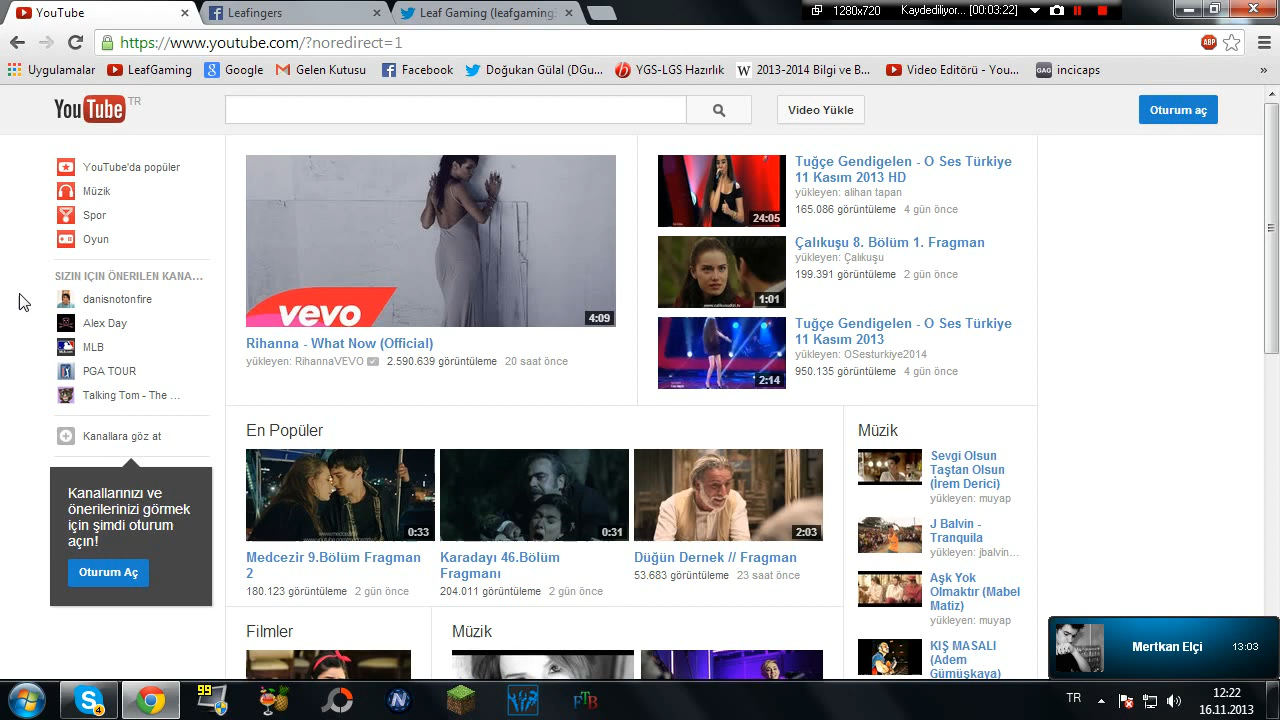 YouTube
Leafingers
Leaf Gaming (leafgaming
1280x720
Kaydediliyor... [00:03:22]
https://www.youtube.com/?noredirect=1
ABP
Uygulamalar
LeafGaming
Google
Gelen Kutusu
Facebook
Doğukan Gülal (DGu...
YGS-LGS Hazırlık
W 2013-2014 Bilgi ve B...
Video Editörü - You...
GAG incicaps
»
YouTube TR
Video Yükle
Oturum aç
YouTube'da popüler
Müzik
Spor
Oyun
SIZIN IÇIN ÖNERILEN KANA...
danisnotonfire
Alex Day
MLB
PGA TOUR
Talking Tom - The ...
Kanallara göz at
Kanallarınızı ve
önerilerinizi görmek
için şimdi oturum
açın!
Oturum Aç
vevo
4:09
Rihanna - What Now (Official)
yükleyen: RihannaVEVO 2.590.639 görüntüleme 20 saat önce
24:05
Tuğçe Gendigelen - O Ses Türkiye
11 Kasım 2013 HD
yükleyen: alihan tapan
165.086 görüntüleme 4 gün önce
1:01
Çalıkuşu 8. Bölüm 1. Fragman
yükleyen: Çalıkuşu
199.391 görüntüleme 2 gün önce
2:14
Tuğçe Gendigelen - O Ses Türkiye
11 Kasım 2013
yükleyen: OSesturkiye2014
950.135 görüntüleme 4 gün önce
En Popüler
0:33
Medcezir 9.Bölüm Fragman
2
180.123 görüntüleme 2 gün önce
0:31
Karadayı 46.Bölüm
Fragmanı
204.011 görüntüleme 2 gün önce
2:03
Düğün Dernek // Fragman
53.683 görüntüleme 23 saat önce
Müzik
Sevgi Olsun
Taştan Olsun
(İrem Derici)
yükleyen: muyap
J Balvin -
Tranquila
yükleyen: jbalvin...
Aşk Yok
Olmaktır (Mabel
Matiz)
yükleyen: muyap
KIŞ MASALI
(Adem
Gümüşkaya)
Filmler
Müzik
Mertkan Elçi 13:03
S 4
99
N
FTB
TR
12:22
16.11.2013